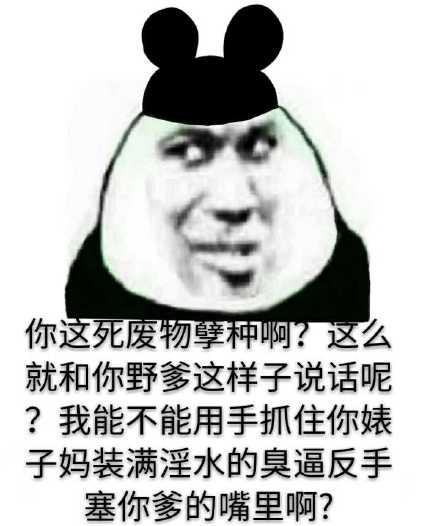 你这死废物孽种啊？这么
就和你野爹这样子说话呢
？我能不能用手抓住你婊
子妈装满淫水的臭逼反手
塞你爹的嘴里啊?